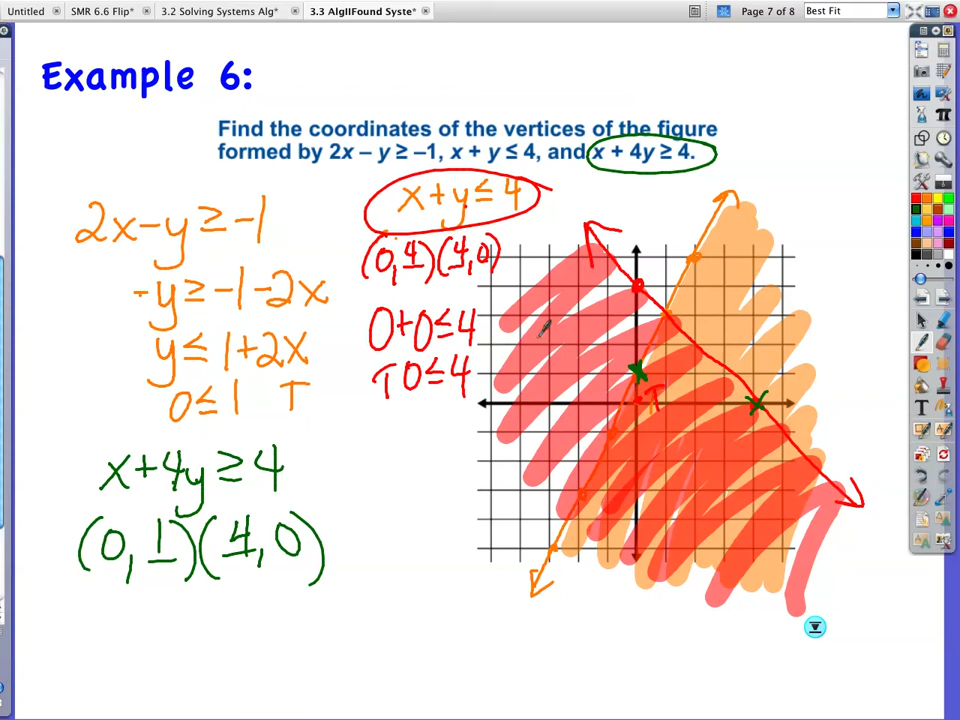 Untitled
SMR 6.6 Flip*
3.2 Solving Systems Alg*
3.3 AlgIIFound Syste*
Page 7 of 8
Best Fit
Example 6:
Find the coordinates of the vertices of the figure
formed by 2x – y ≥ –1, x + y ≤ 4, and x + 4y ≥ 4.
2x-y ≥ -1
-y ≥ -1-2x
y ≤ 1+2x
0 ≤ 1 T
x+4y ≥ 4
(0,1)(4,0)
x+y ≤ 4
(0,4)(4,0)
0+0 ≤ 4
T 0 ≤ 4
T